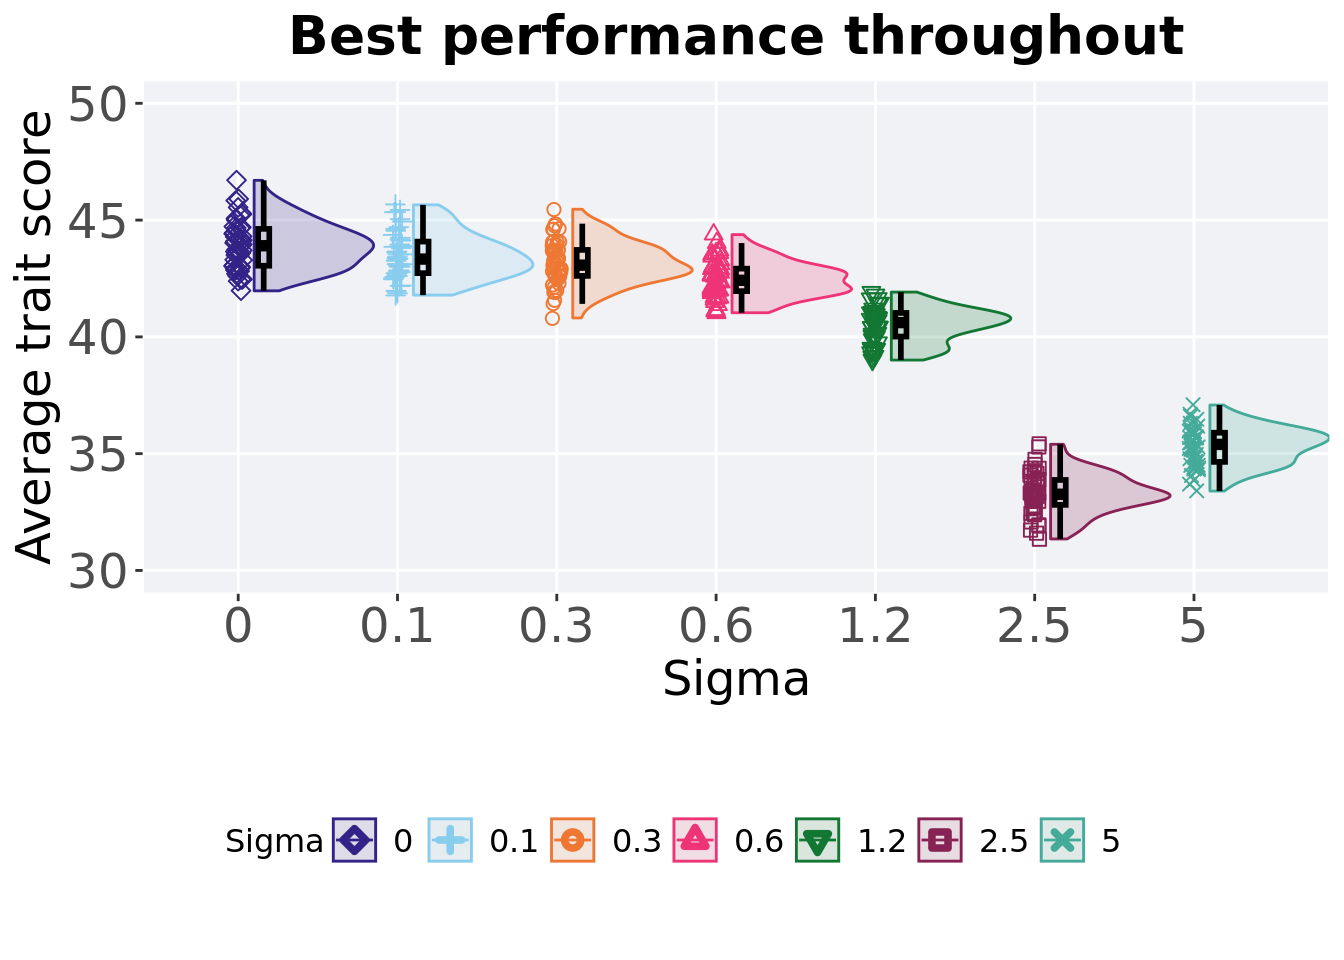 Best performance throughout
Average trait score
50
45
40
35
30
0 0.1 0.3 0.6 1.2 2.5 5
Sigma
Sigma 0 0.1 0.3 0.6 1.2 2.5 5